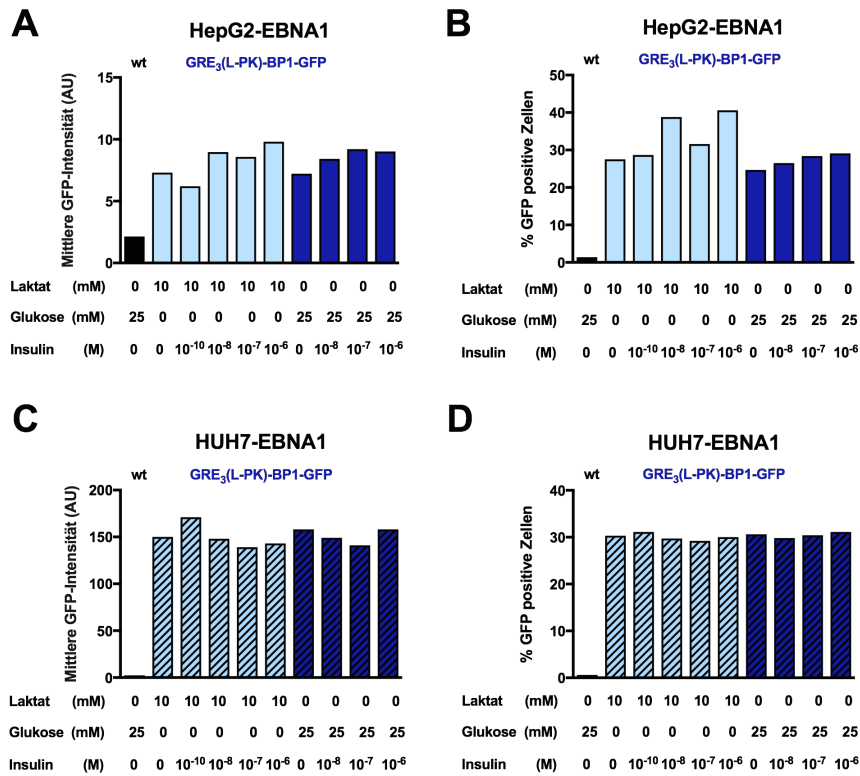 A
HepG2-EBNA1
wt GRE₃(L-PK)-BP1-GFP
Mittlere GFP-Intensität (AU)
15
10
5
0
Laktat (mM) 0 10 10 10 10 10 0 0 0 0
Glukose (mM) 25 0 0 0 0 0 25 25 25 25
Insulin (M) 0 0 10⁻¹⁰ 10⁻⁸ 10⁻⁷ 10⁻⁶ 0 10⁻⁸ 10⁻⁷ 10⁻⁶
B
HepG2-EBNA1
wt GRE₃(L-PK)-BP1-GFP
% GFP positive Zellen
50
40
30
20
10
0
Laktat (mM) 0 10 10 10 10 10 0 0 0 0
Glukose (mM) 25 0 0 0 0 0 25 25 25 25
Insulin (M) 0 0 10⁻¹⁰ 10⁻⁸ 10⁻⁷ 10⁻⁶ 0 10⁻⁸ 10⁻⁷ 10⁻⁶
C
HUH7-EBNA1
wt GRE₃(L-PK)-BP1-GFP
Mittlere GFP-Intensität (AU)
200
150
100
50
0
Laktat (mM) 0 10 10 10 10 10 0 0 0 0
Glukose (mM) 25 0 0 0 0 0 25 25 25 25
Insulin (M) 0 0 10⁻¹⁰ 10⁻⁸ 10⁻⁷ 10⁻⁶ 0 10⁻⁸ 10⁻⁷ 10⁻⁶
D
HUH7-EBNA1
wt GRE₃(L-PK)-BP1-GFP
% GFP positive Zellen
40
30
20
10
0
Laktat (mM) 0 10 10 10 10 10 0 0 0 0
Glukose (mM) 25 0 0 0 0 0 25 25 25 25
Insulin (M) 0 0 10⁻¹⁰ 10⁻⁸ 10⁻⁷ 10⁻⁶ 0 10⁻⁸ 10⁻⁷ 10⁻⁶